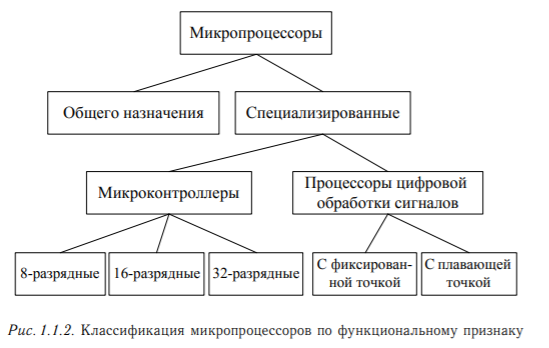 Микропроцессоры
Общего назначения
Специализированные
Микроконтроллеры
Процессоры цифровой
обработки сигналов
8-разрядные
16-разрядные
32-разрядные
С фиксирован-
ной точкой
С плавающей
точкой
Рис. 1.1.2. Классификация микропроцессоров по функциональному признаку